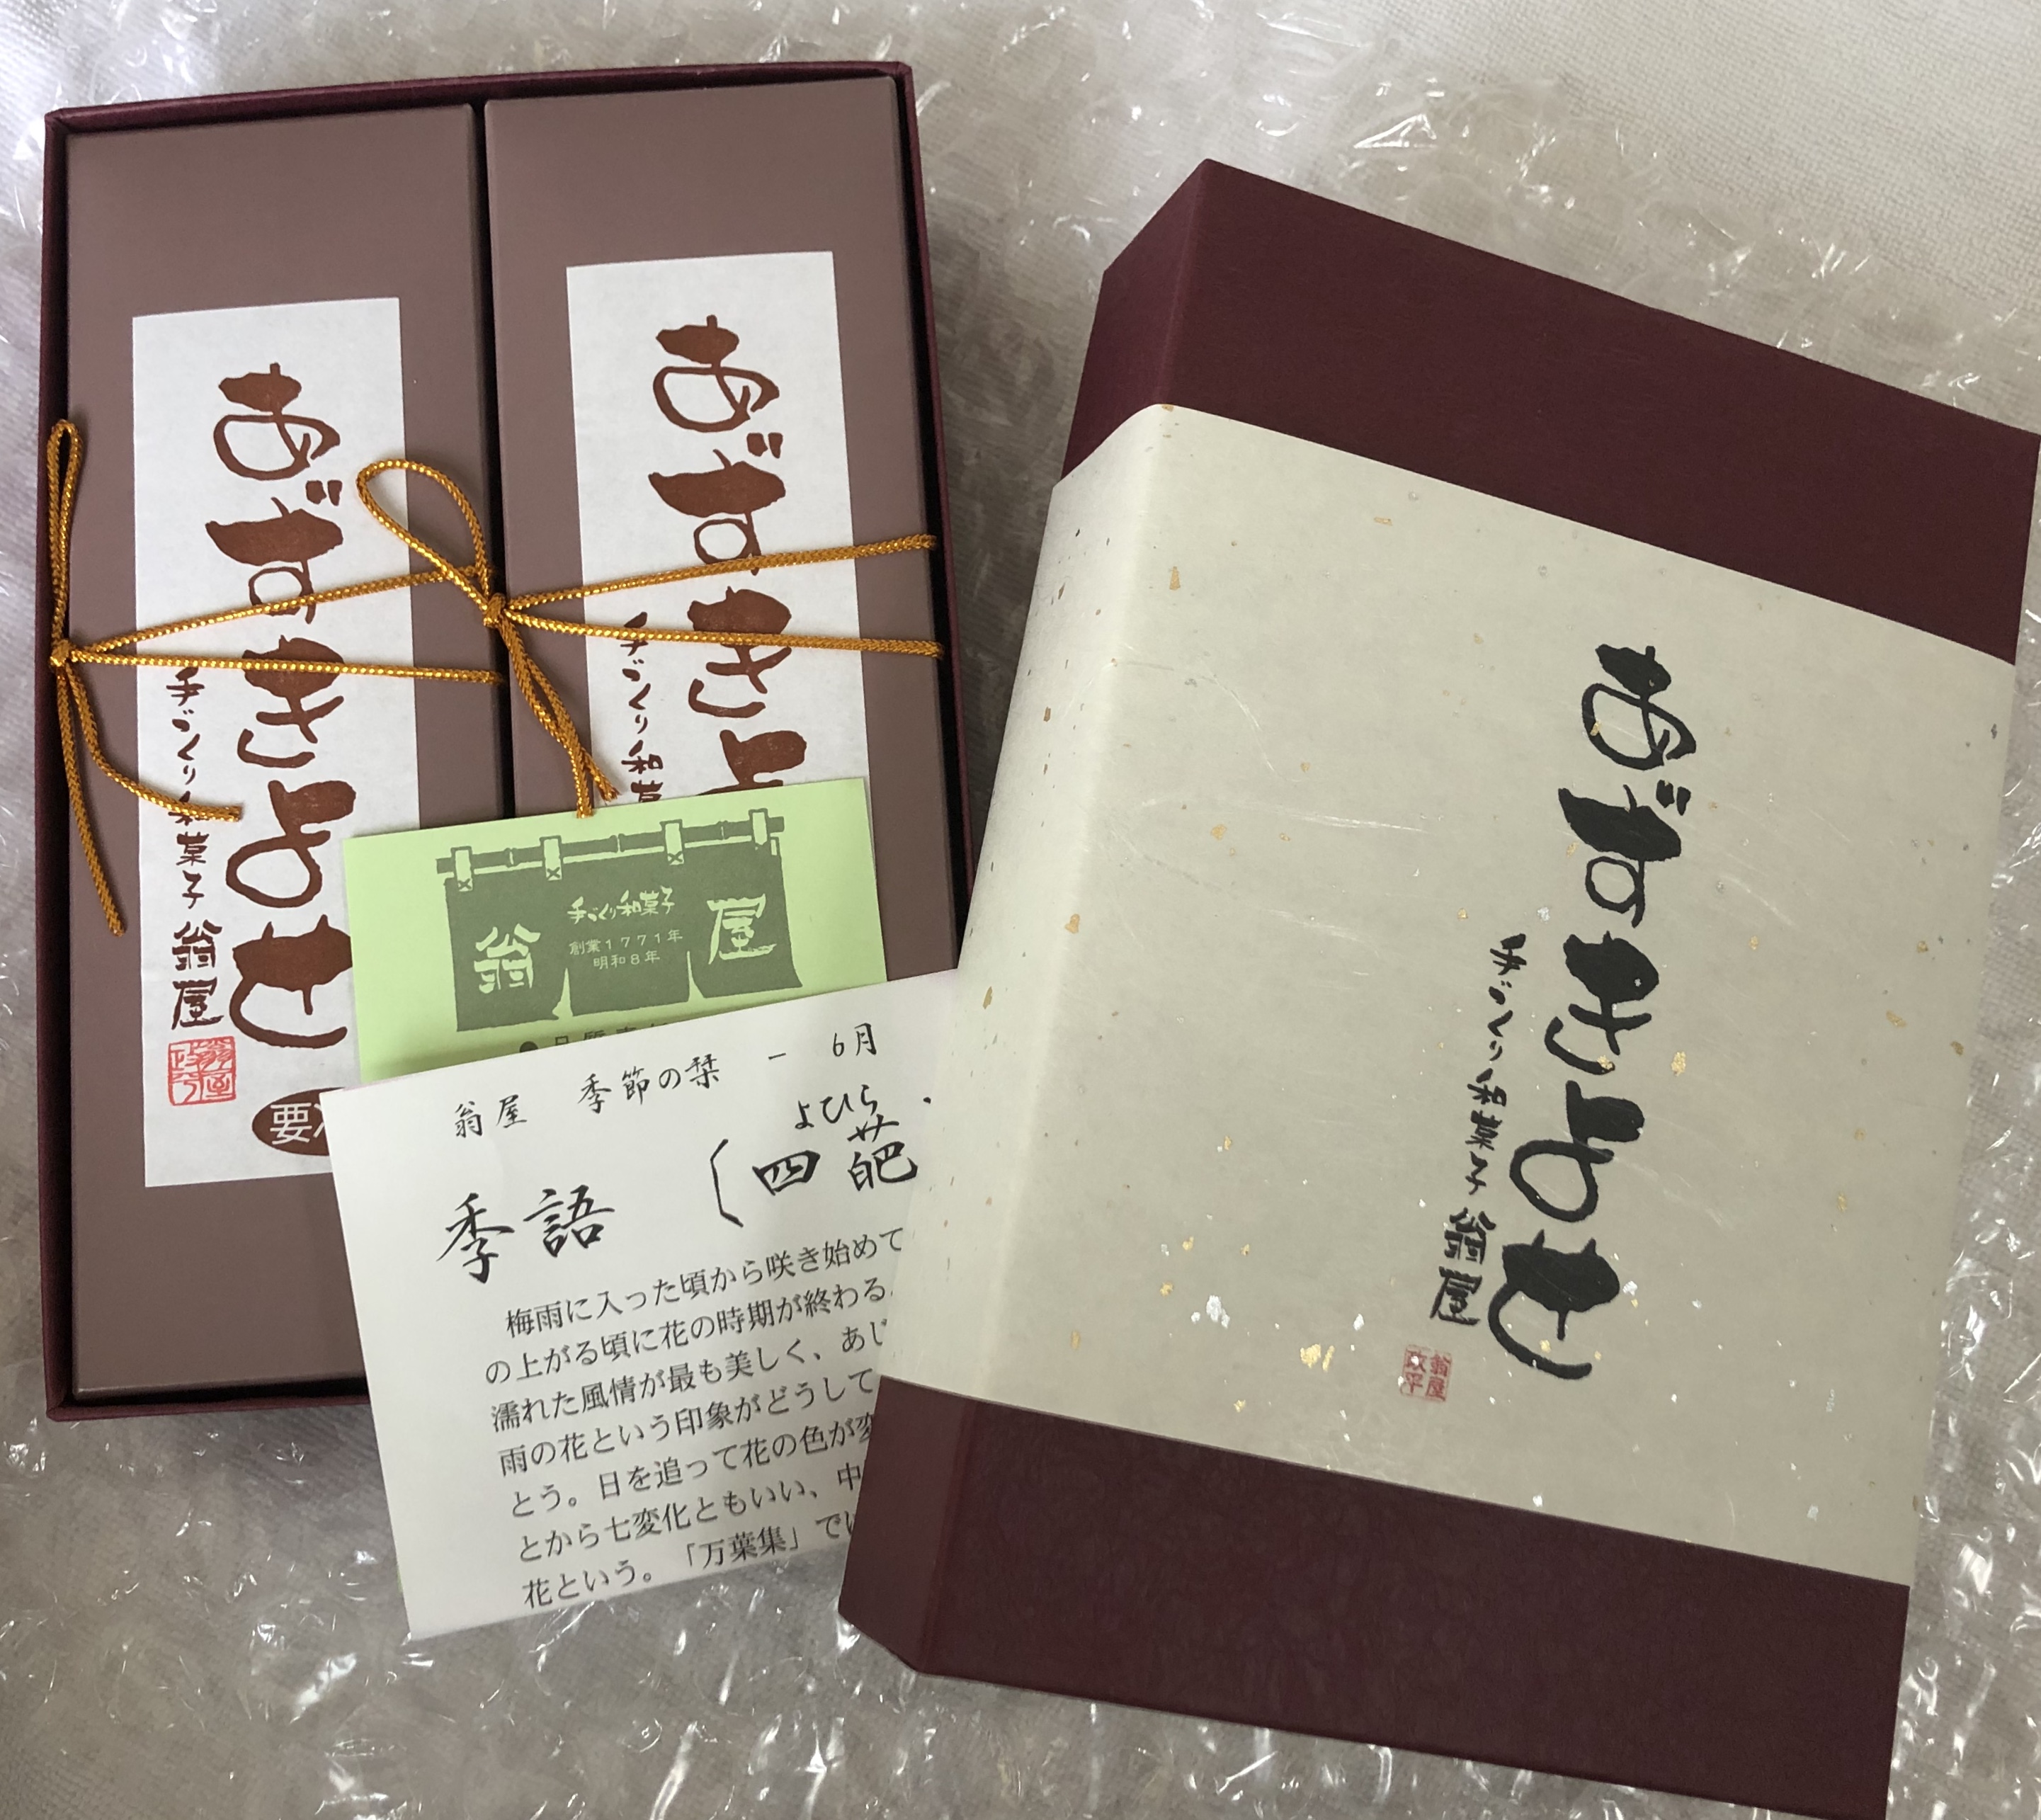 あずきよせ
手づくり和菓子 翁屋
要
あずきよ
手づくり和菓
手づくり和菓子
翁屋
創業1771年
明和8年
翁屋 季節の栞 - 6月
よひら
季語 (四葩
梅雨に入った頃から咲き始めて
の上がる頃に花の時期が終わる
濡れた風情が最も美しく、あじ
雨の花という印象がどうして
とう。日を追って花の色が変
とから七変化ともいい、中
花という。「万葉集」では
あずきよせ
手づくり和菓子 翁屋